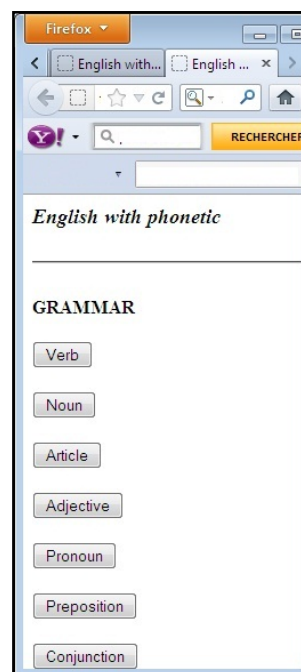 Firefox
English with... English ...
Y!
RECHERCHER
English with phonetic
GRAMMAR
Verb
Noun
Article
Adjective
Pronoun
Preposition
Conjunction